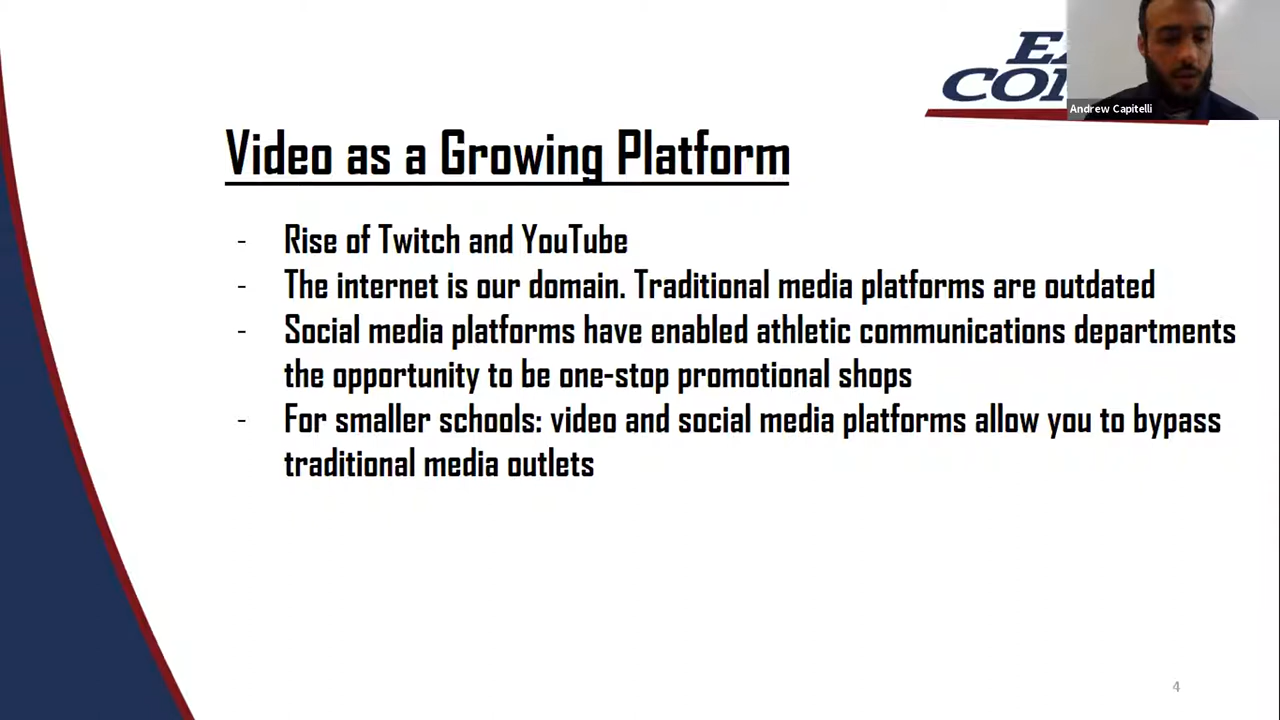 Andrew Capitelli
Video as a Growing Platform
- Rise of Twitch and YouTube
- The internet is our domain. Traditional media platforms are outdated
- Social media platforms have enabled athletic communications departments
the opportunity to be one-stop promotional shops
- For smaller schools: video and social media platforms allow you to bypass
traditional media outlets
4